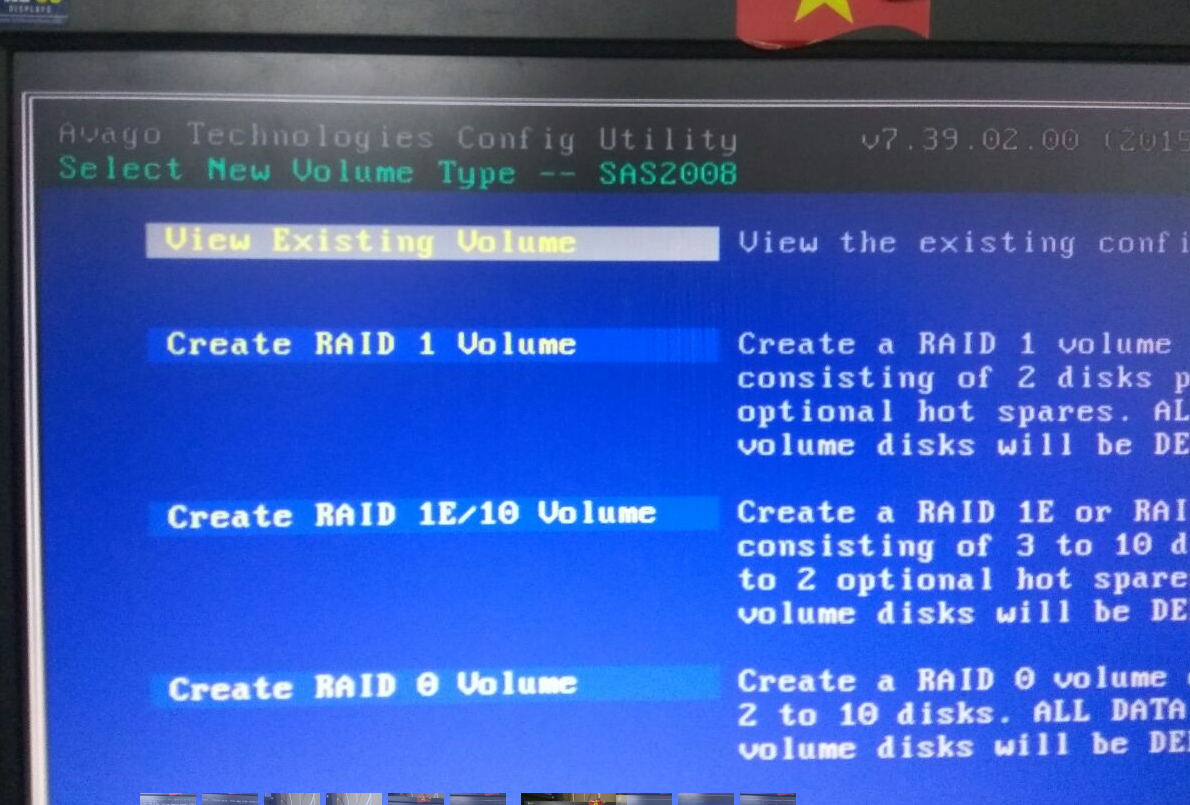 DISPLAYS
Avago Technologies Config Utility v7.39.02.00 (2015
Select New Volume Type -- SAS2008
View Existing Volume View the existing confi
Create RAID 1 Volume Create a RAID 1 volume
consisting of 2 disks p
optional hot spares. AL
volume disks will be DE
Create RAID 1E/10 Volume Create a RAID 1E or RAI
consisting of 3 to 10 d
to 2 optional hot spare
volume disks will be DE
Create RAID 0 Volume Create a RAID 0 volume
2 to 10 disks. ALL DATA
volume disks will be DE